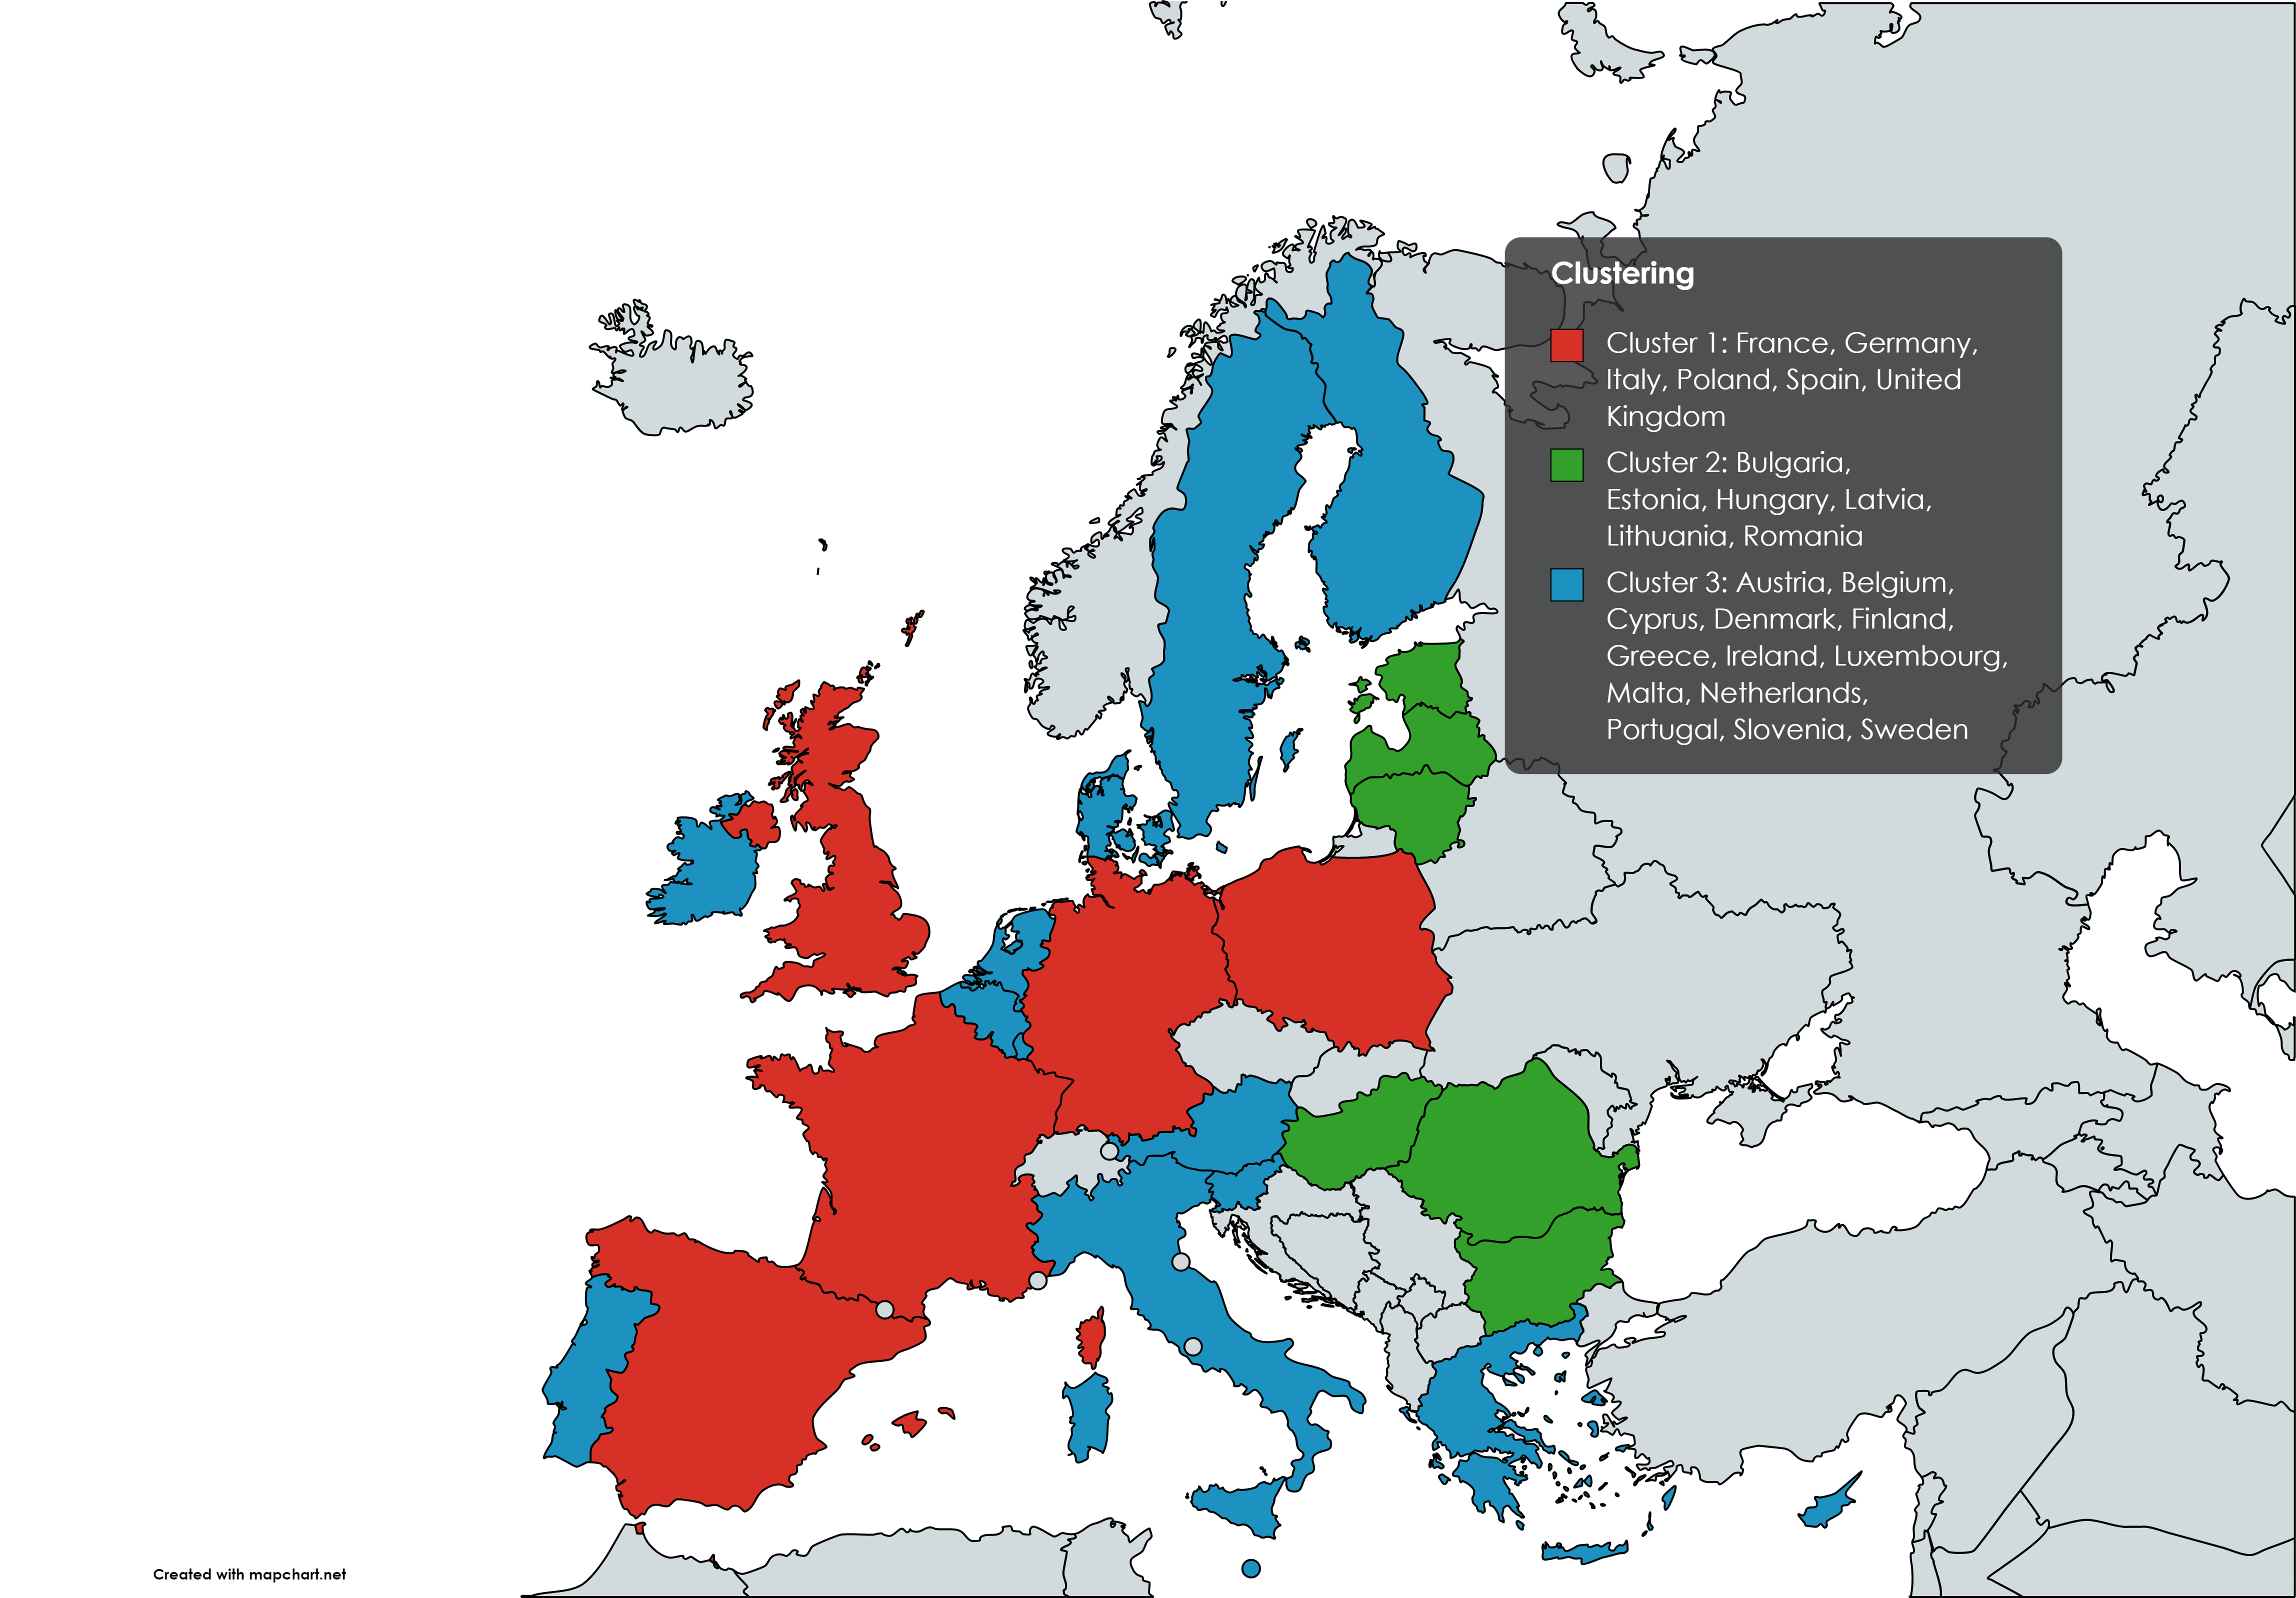 Clustering
Cluster 1: France, Germany,
Italy, Poland, Spain, United
Kingdom
Cluster 2: Bulgaria,
Estonia, Hungary, Latvia,
Lithuania, Romania
Cluster 3: Austria, Belgium,
Cyprus, Denmark, Finland,
Greece, Ireland, Luxembourg,
Malta, Netherlands,
Portugal, Slovenia, Sweden
Created with mapchart.net